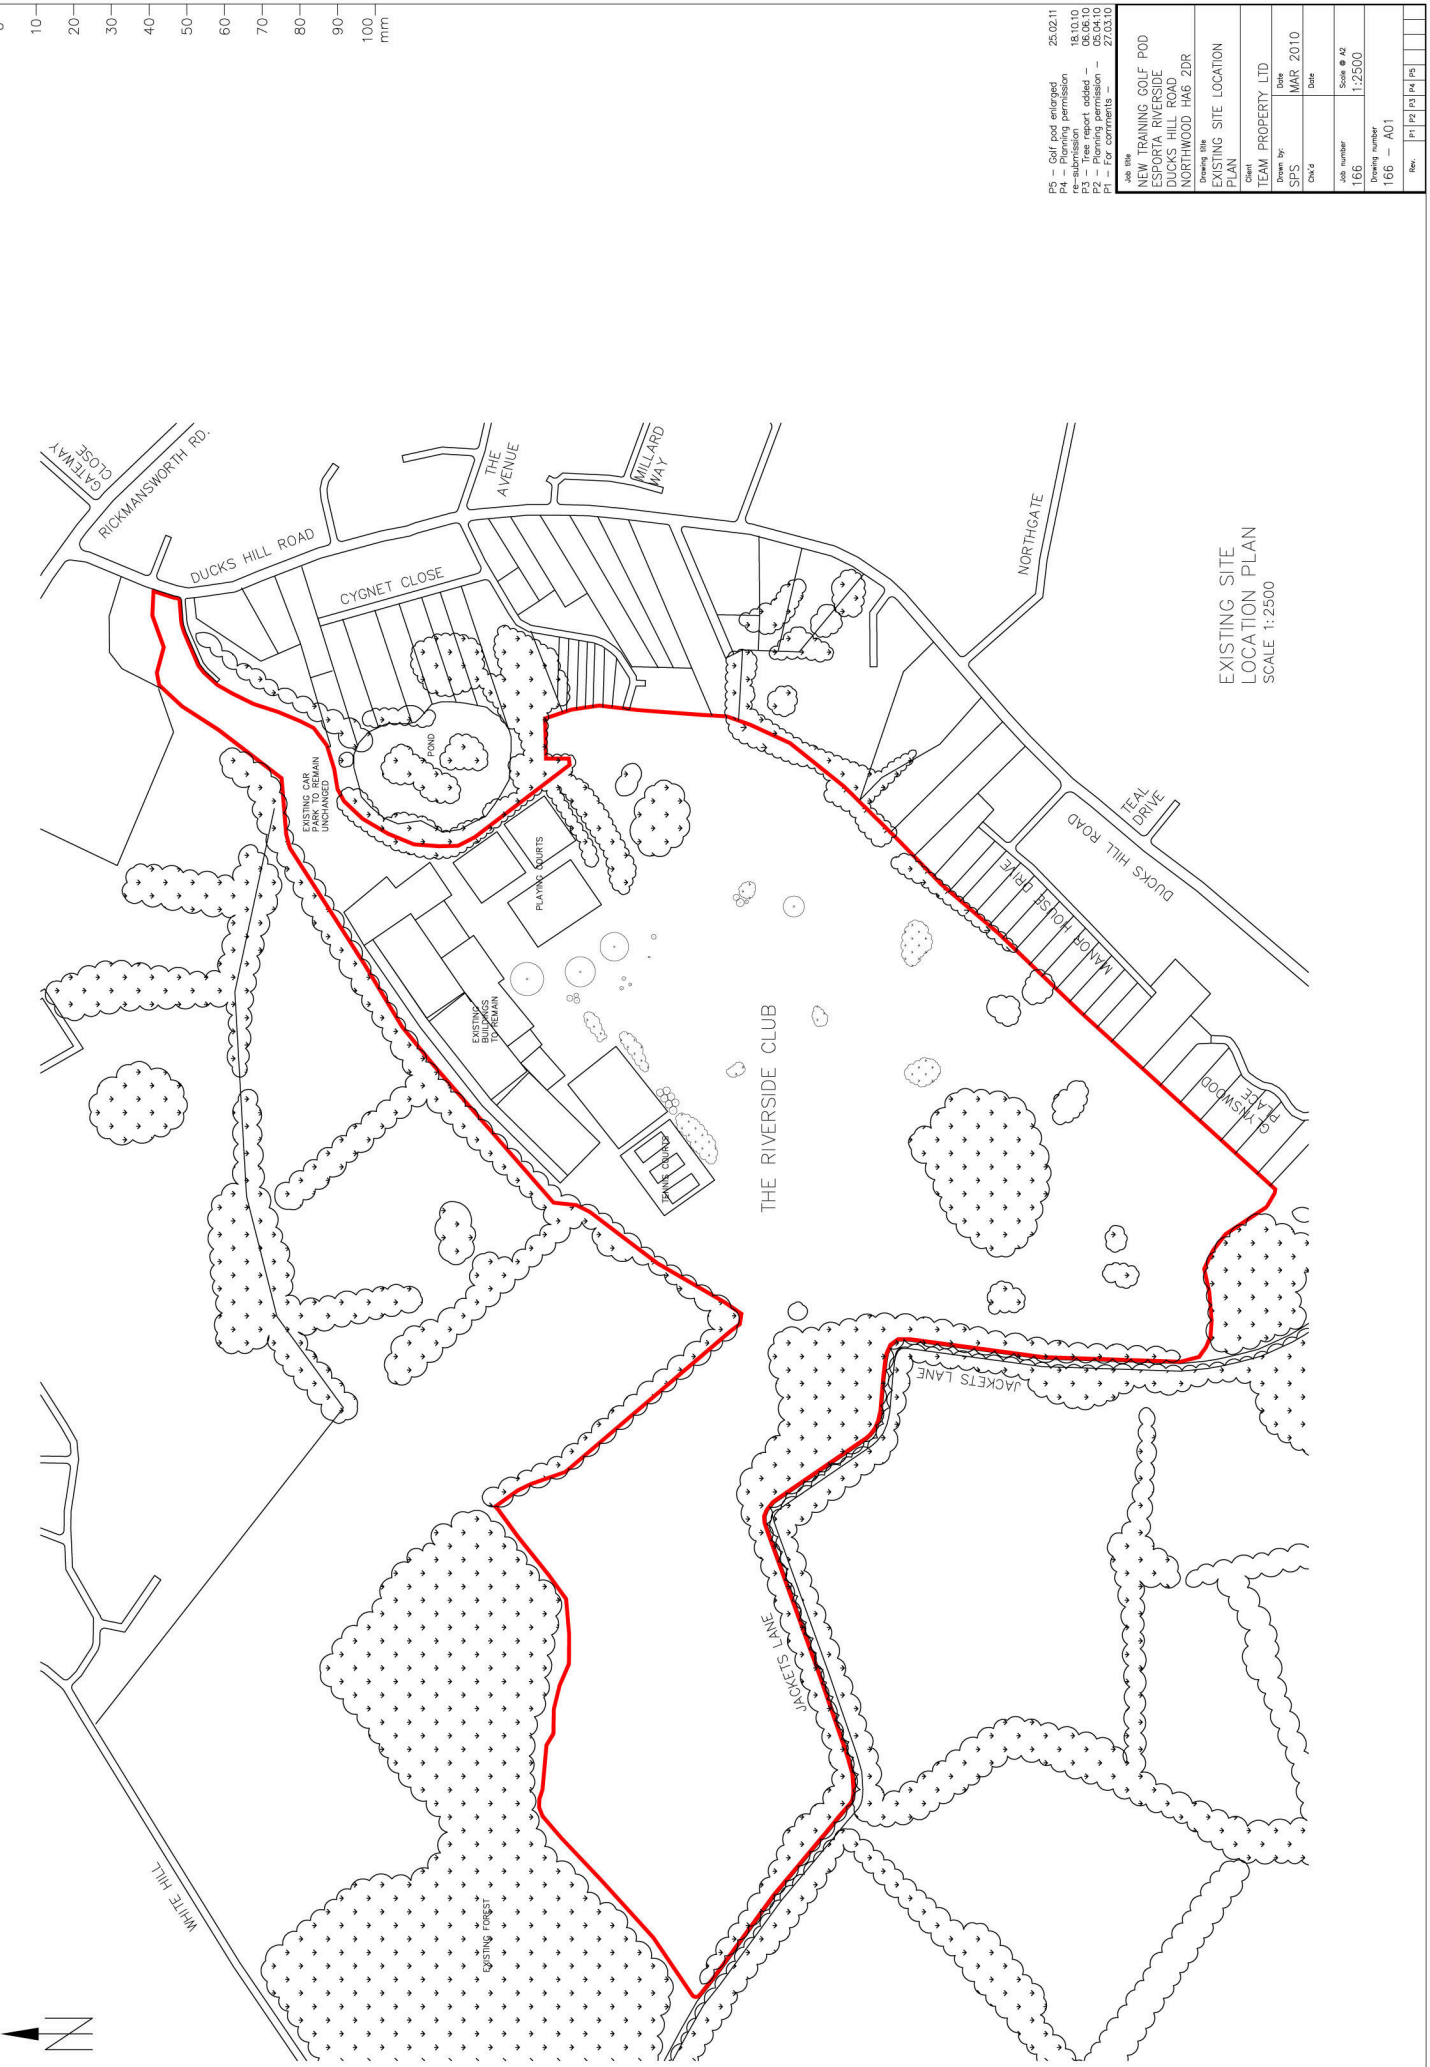 0
10
20
30
40
50
60
70
80
90
100
mm
P5 - Golf pod enlarged 25.02.11
P4 - Planning permission
re-submission 18.10.10
P3 - Tree report added - 06.06.10
P2 - Planning permission - 05.04.10
P1 - For comments - 27.03.10
Job title
NEW TRAINING GOLF POD
ESPORTA RIVERSIDE
DUCKS HILL ROAD
NORTHWOOD HA6 2DR
Drawing title
EXISTING SITE LOCATION
PLAN
Client
TEAM PROPERTY LTD
Drawn by:
SPS
Date
MAR 2010
Chk'd
Date
Job number
166
Scale @ A2
1:2500
Drawing number
166 - A01
Rev. P1 P2 P3 P4 P5
GATEWAY
CLOSE
RICKMANSWORTH RD.
DUCKS HILL ROAD
CYGNET CLOSE
THE
AVENUE
MILLARD
WAY
NORTHGATE
EXISTING SITE
LOCATION PLAN
SCALE 1:2500
POND
EXISTING CAR
PARK TO REMAIN
UNCHANGED
PLAYING COURTS
TEAL
DRIVE
DUCKS HILL ROAD
MANOR HOUSE DRIVE
EXISTING
BUILDINGS
TO REMAIN
THE RIVERSIDE CLUB
TENNIS COURTS
GLYNSWOOD
PLACE
JACKETS LANE
JACKETS LANE
WHITE HILL
EXISTING FOREST
N